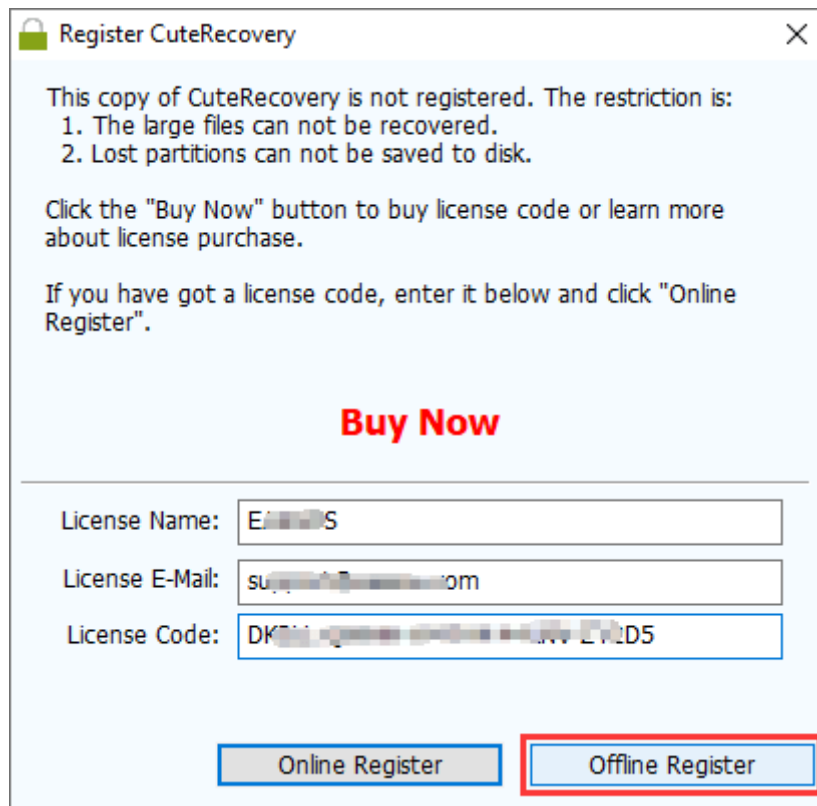 Register CuteRecovery
This copy of CuteRecovery is not registered. The restriction is:
1. The large files can not be recovered.
2. Lost partitions can not be saved to disk.
Click the "Buy Now" button to buy license code or learn more
about license purchase.
If you have got a license code, enter it below and click "Online
Register".
Buy Now
License Name:
License E-Mail:
License Code:
Online Register
Offline Register